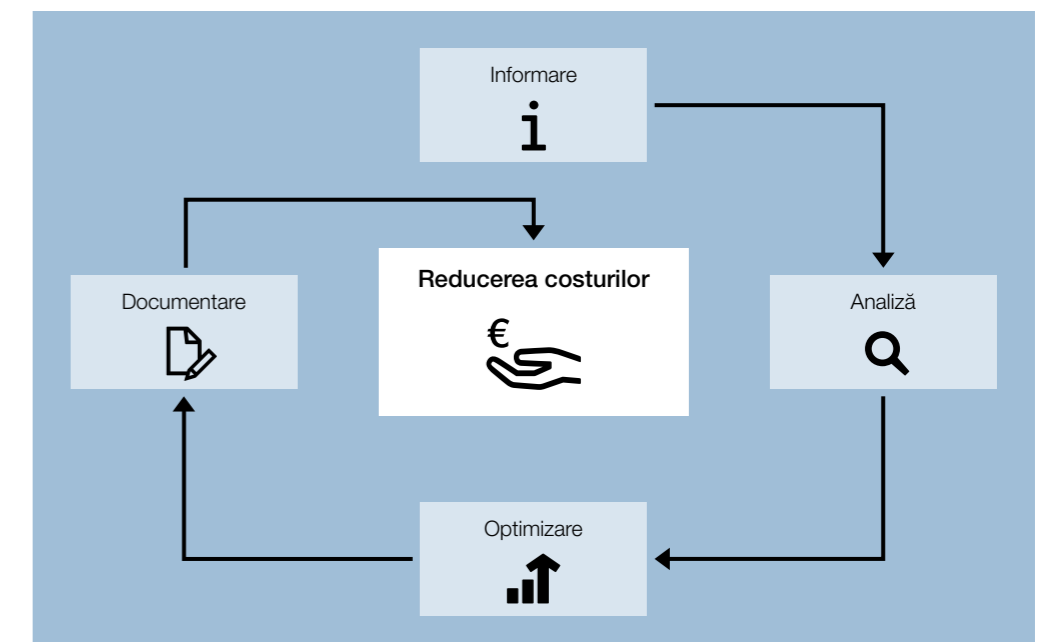 Informare
i
Reducerea costurilor
€
Documentare
Analiză
Optimizare